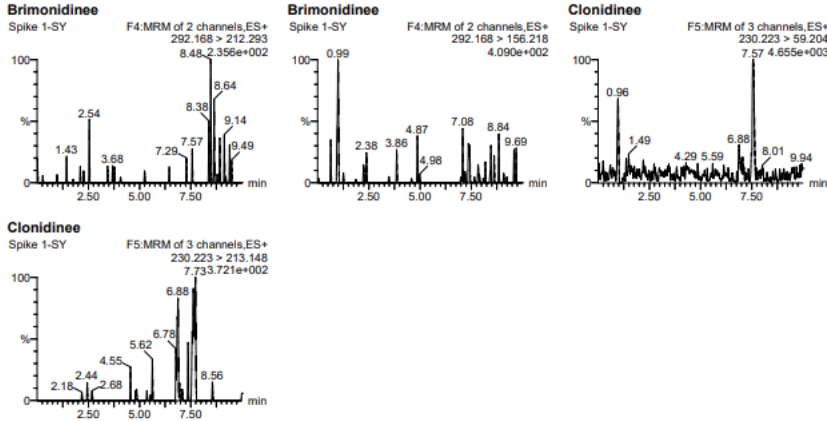 Brimonidinee
Spike 1-SY F4:MRM of 2 channels,ES+
292.168 > 212.293
2.356e+002
8.48
100
8.64
2.54
8.38
9.14
%
1.43
3.68
7.29
7.57
9.49
min
2.50 5.00 7.50
Brimonidinee
Spike 1-SY F4:MRM of 2 channels,ES+
292.168 > 156.218
4.090e+002
0.99
100
%
2.38
3.86
4.87
4.98
7.08
8.84
9.69
min
2.50 5.00 7.50
Clonidinee
Spike 1-SY F5:MRM of 3 channels,ES+
230.223 > 59.204
7.57 4.655e+003
100
0.96
%
1.49
4.29
5.59
6.88
8.01
9.94
min
2.50 5.00 7.50
Clonidinee
Spike 1-SY F5:MRM of 3 channels,ES+
230.223 > 213.148
7.73 3.721e+002
100
6.88
%
6.78
5.62
4.55
2.18
2.44
2.68
8.56
min
2.50 5.00 7.50